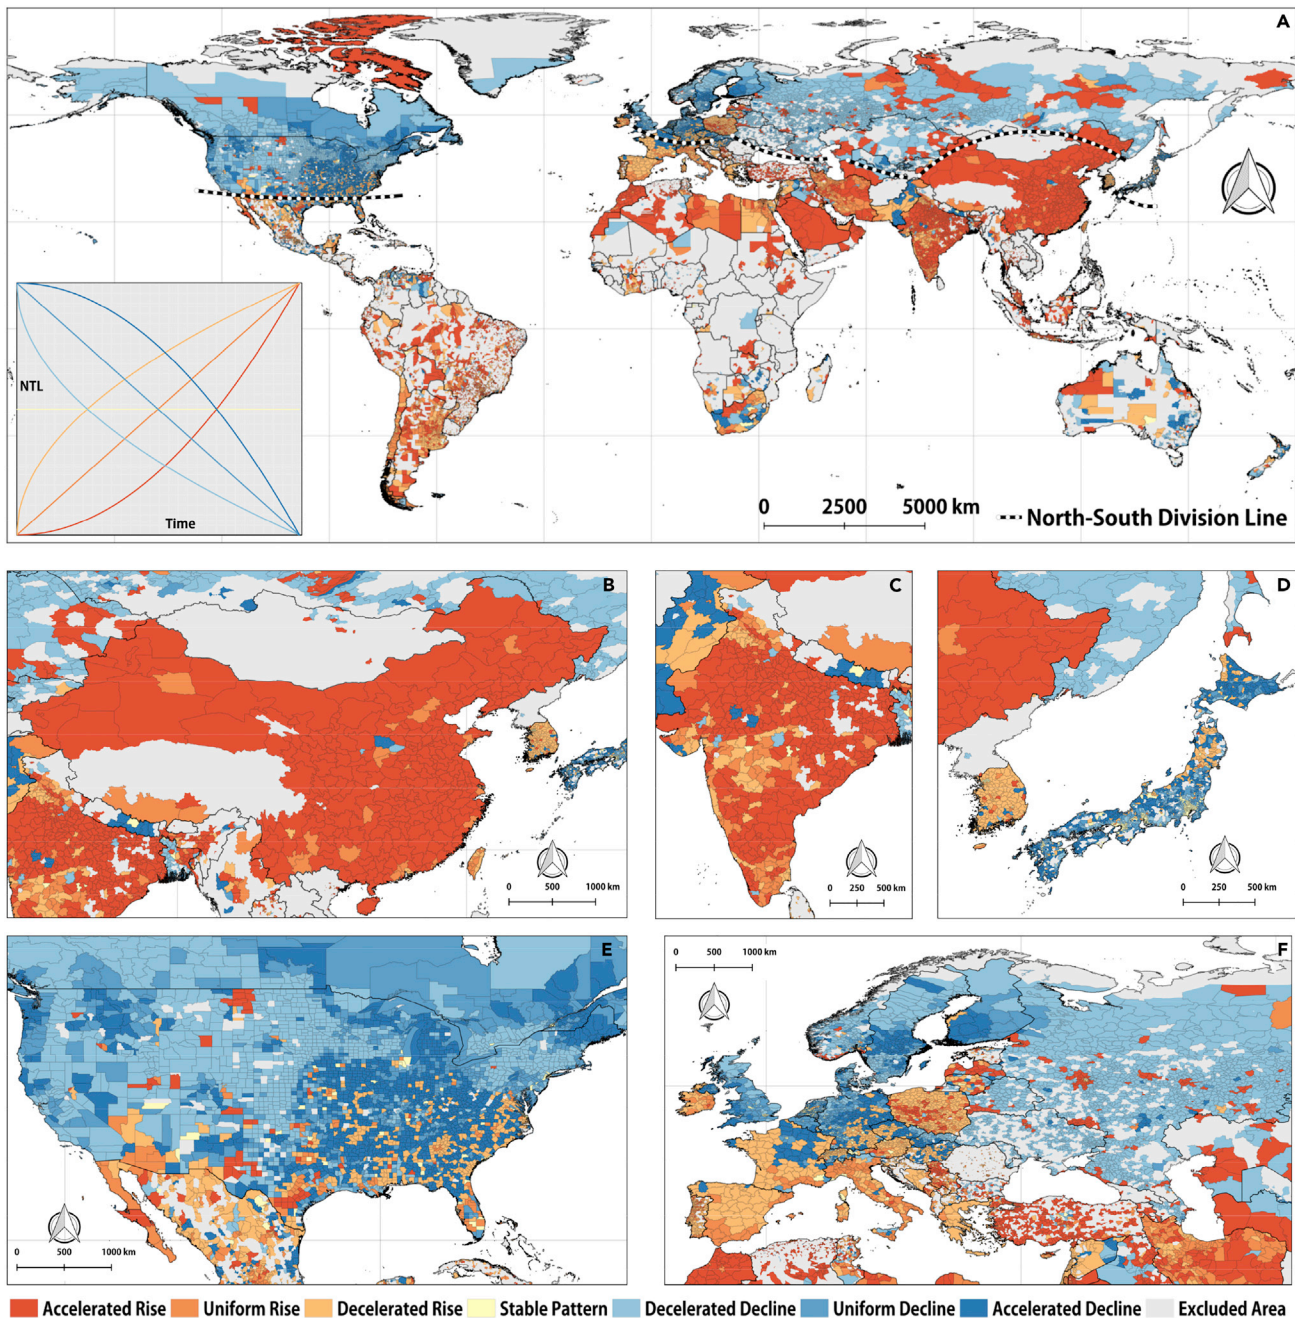 A
NTL
Time
0 2500 5000 km
North-South Division Line
B
0 500 1000 km
C
0 250 500 km
D
0 250 500 km
E
0 500 1000 km
F
0 500 1000 km
Accelerated Rise Uniform Rise Decelerated Rise Stable Pattern Decelerated Decline Uniform Decline Accelerated Decline Excluded Area